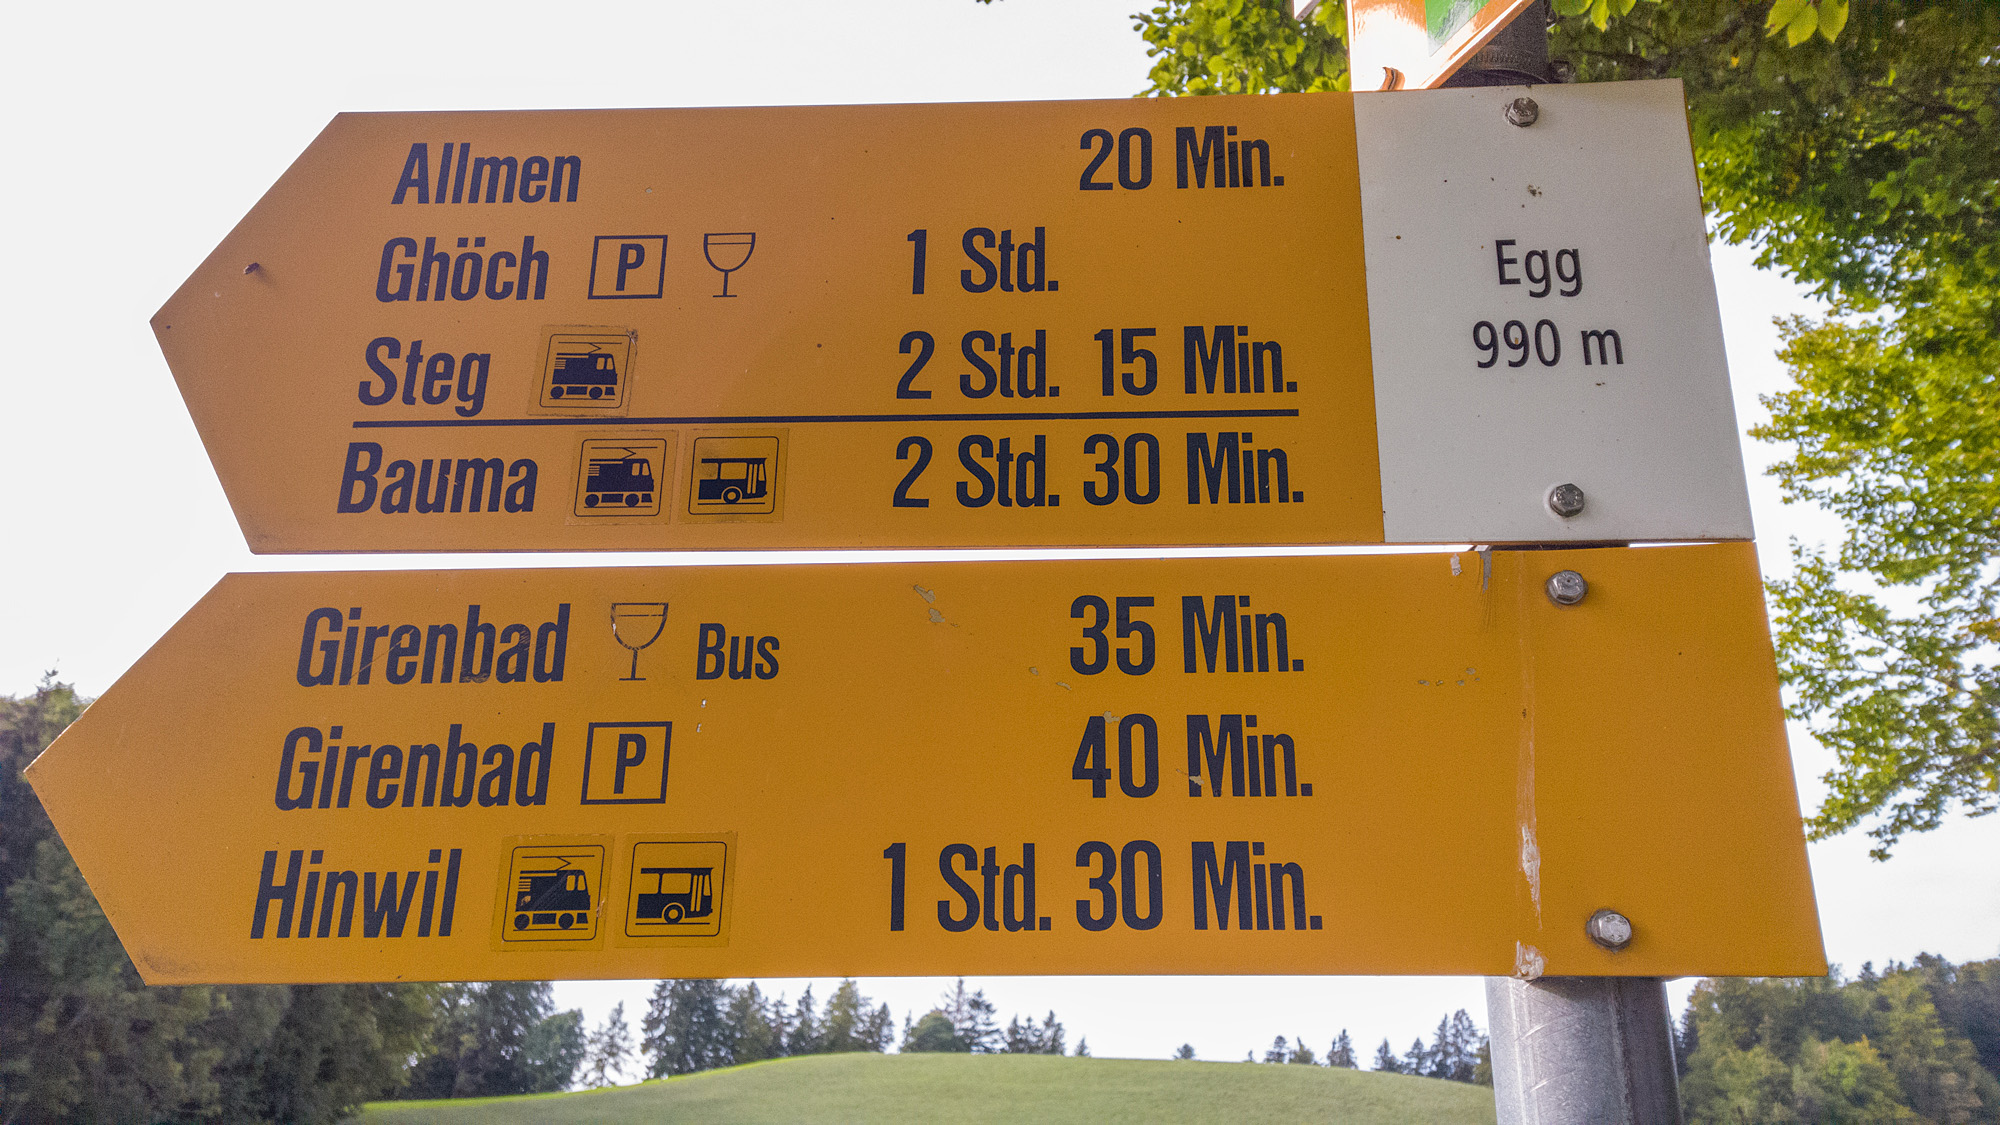 Allmen 20 Min.
Ghöch P 1 Std.
Steg 2 Std. 15 Min.
Bauma 2 Std. 30 Min.
Egg
990 m
Girenbad Bus 35 Min.
Girenbad P 40 Min.
Hinwil 1 Std. 30 Min.